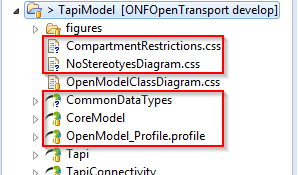 > TapiModel [ONFOpenTransport develop]
figures
CompartmentRestrictions.css
NoStereotyesDiagram.css
OpenModelClassDiagram.css
CommonDataTypes
CoreModel
OpenModel_Profile.profile
Tapi
TapiConnectivity